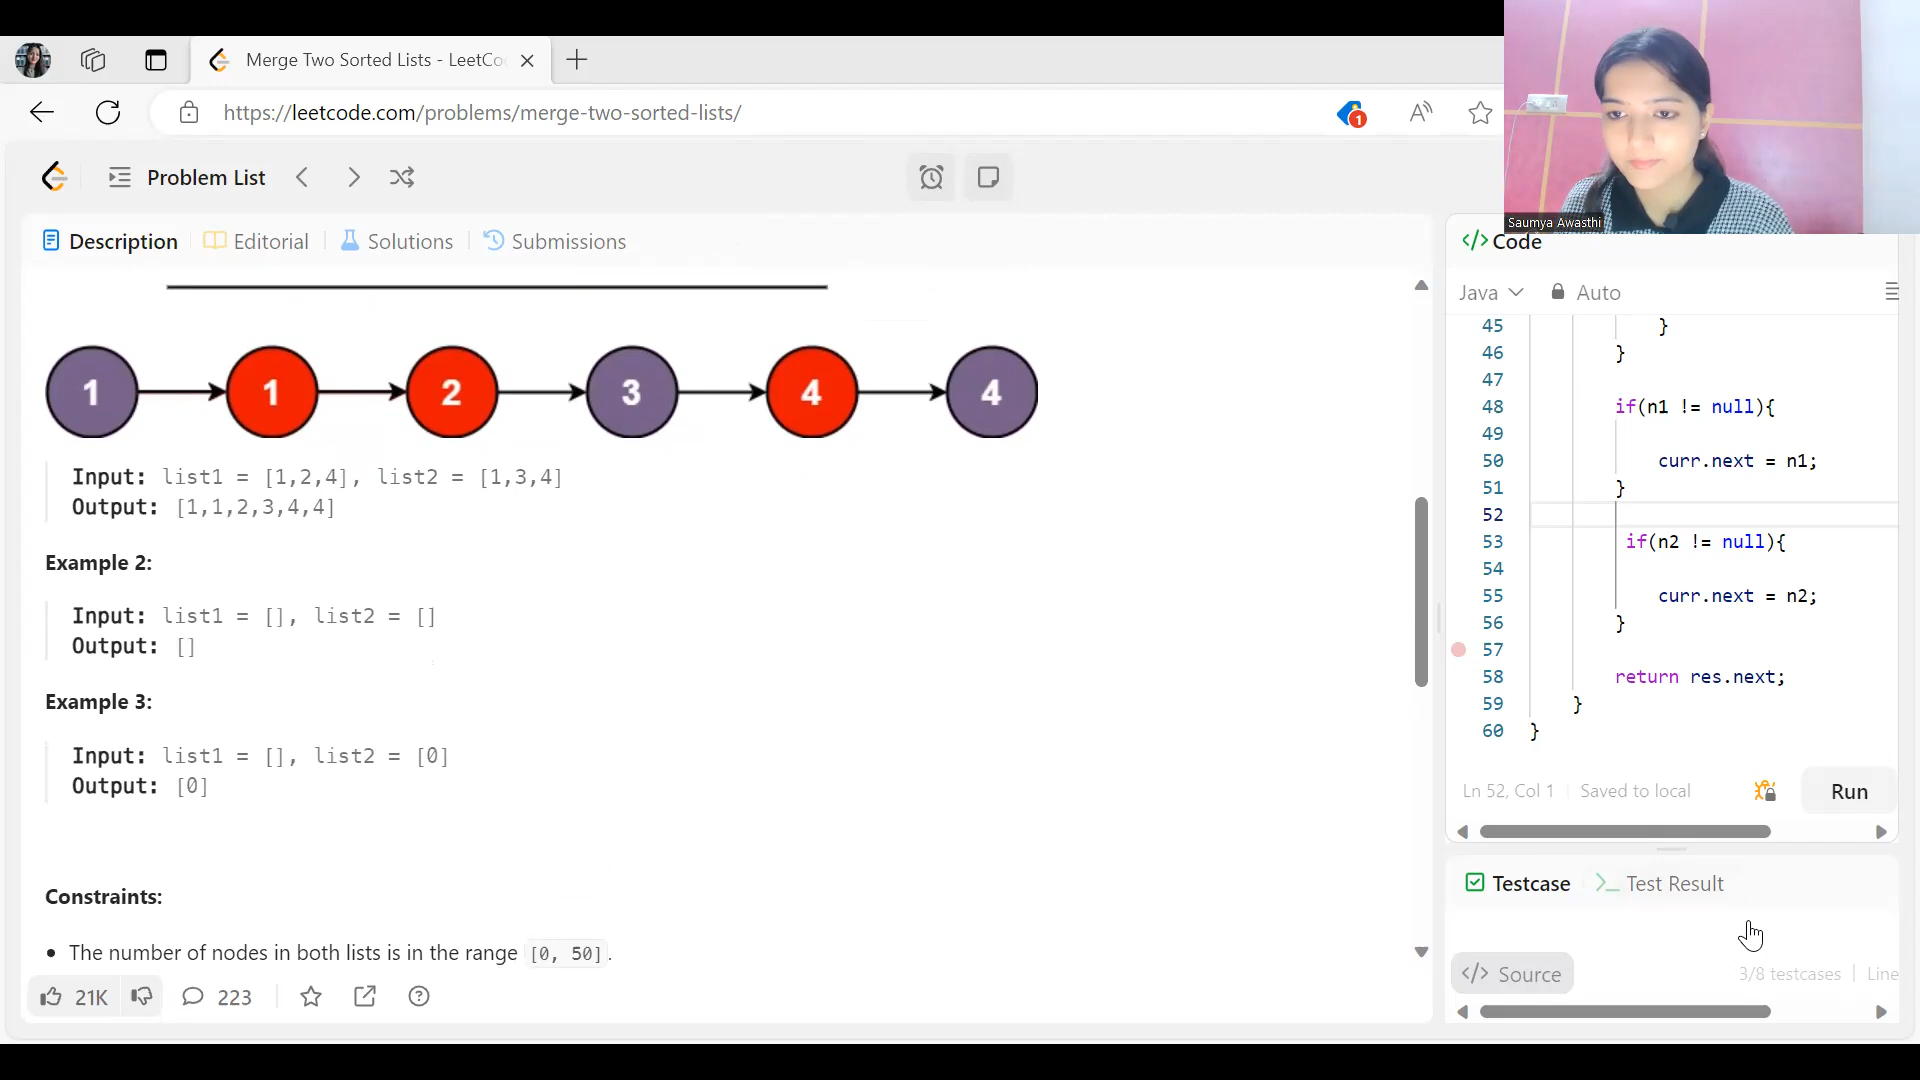 Merge Two Sorted Lists - LeetCo
https://leetcode.com/problems/merge-two-sorted-lists/
1
Saumya Awasthi
Problem List
Description
Editorial
Solutions
Submissions
1 1 2 3 4 4
Input: list1 = [1,2,4], list2 = [1,3,4]
Output: [1,1,2,3,4,4]
Example 2:
Input: list1 = [], list2 = []
Output: []
Example 3:
Input: list1 = [], list2 = [0]
Output: [0]
Constraints:
The number of nodes in both lists is in the range [0, 50].
21K
223
Code
Java
Auto
45 }
46 }
47
48 if(n1 != null){
49
50 curr.next = n1;
51 }
52
53 if(n2 != null){
54
55 curr.next = n2;
56 }
57
58 return res.next;
59 }
60 }
Ln 52, Col 1
Saved to local
Run
Testcase
Test Result
Source
3/8 testcases
Line